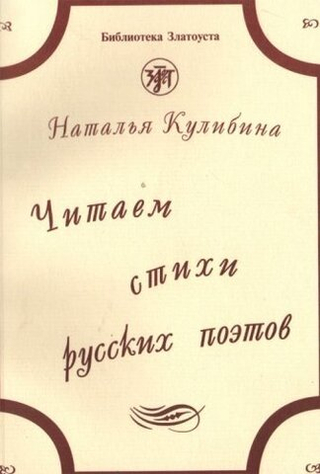 Библиотека Златоуста
Наталья Кулибина
Читаем
стихи
русских поэтов